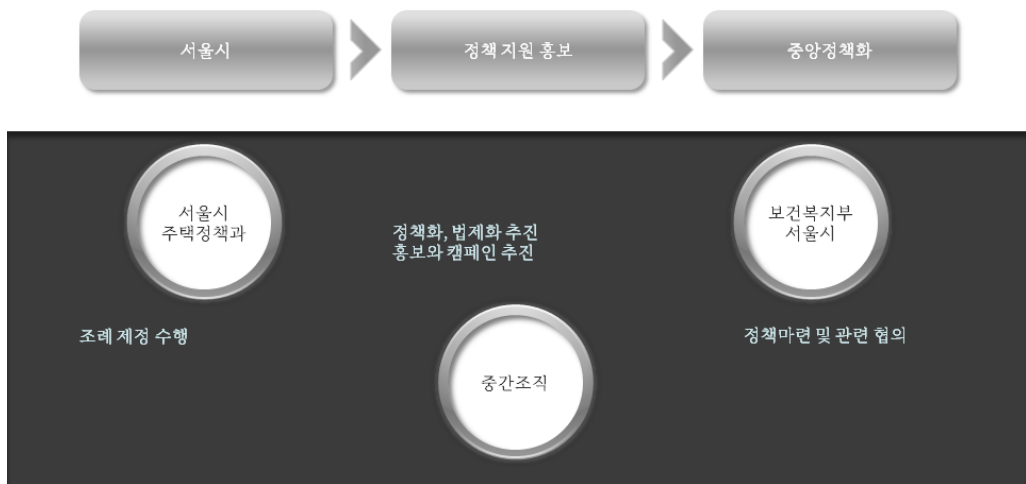 서울시
정책 지원 홍보
중앙정책화
서울시
주택정책과
정책화, 법제화 추진
홍보와 캠페인 추진
보건복지부
서울시
조례 제정 수행
정책마련 및 관련 협의
중간조직